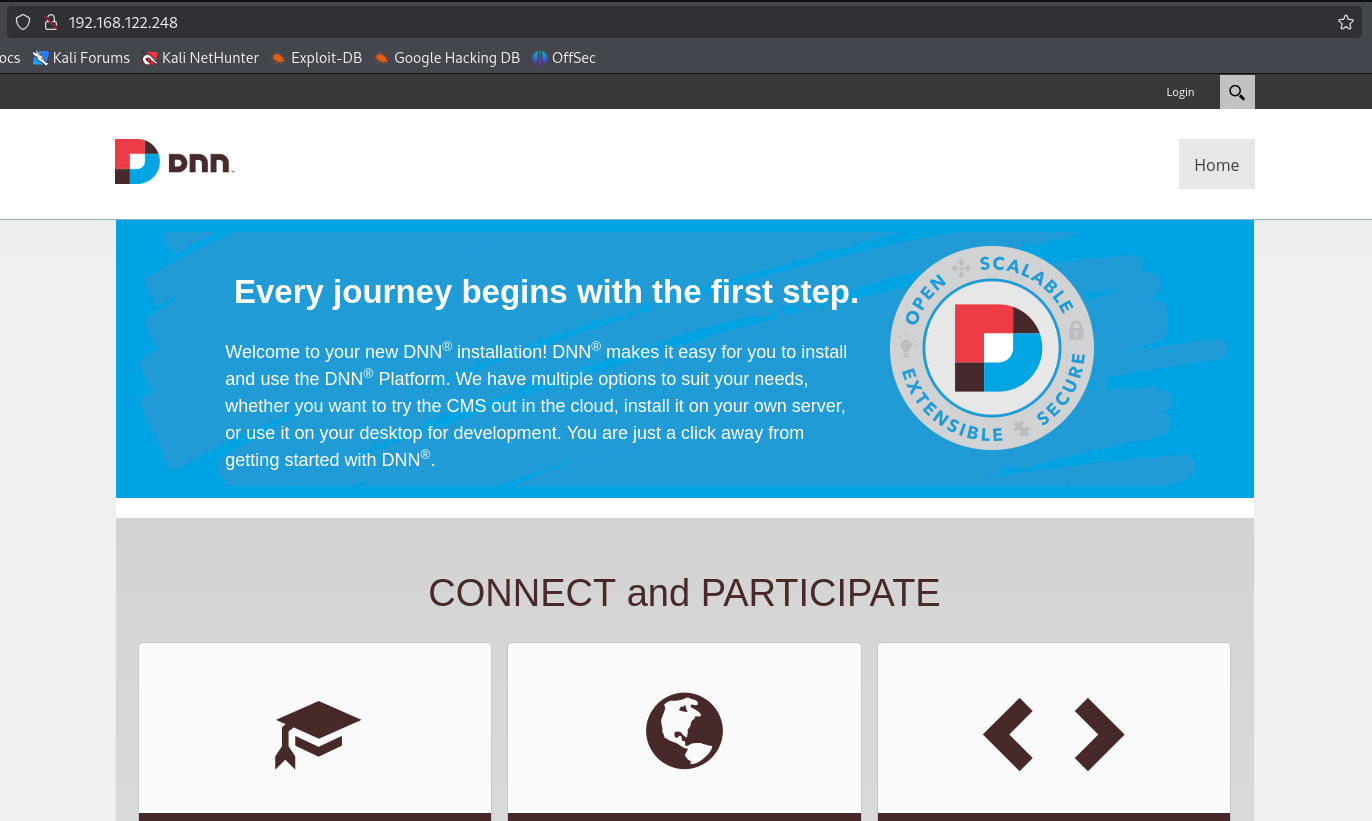 192.168.122.248
ocs Kali Forums Kali NetHunter Exploit-DB Google Hacking DB OffSec
Login
DNN
Home
Every journey begins with the first step.
Welcome to your new DNN® installation! DNN® makes it easy for you to install
and use the DNN® Platform. We have multiple options to suit your needs,
whether you want to try the CMS out in the cloud, install it on your own server,
or use it on your desktop for development. You are just a click away from
getting started with DNN®.
OPEN
SCALABLE
EXTENSIBLE
SECURE
CONNECT and PARTICIPATE